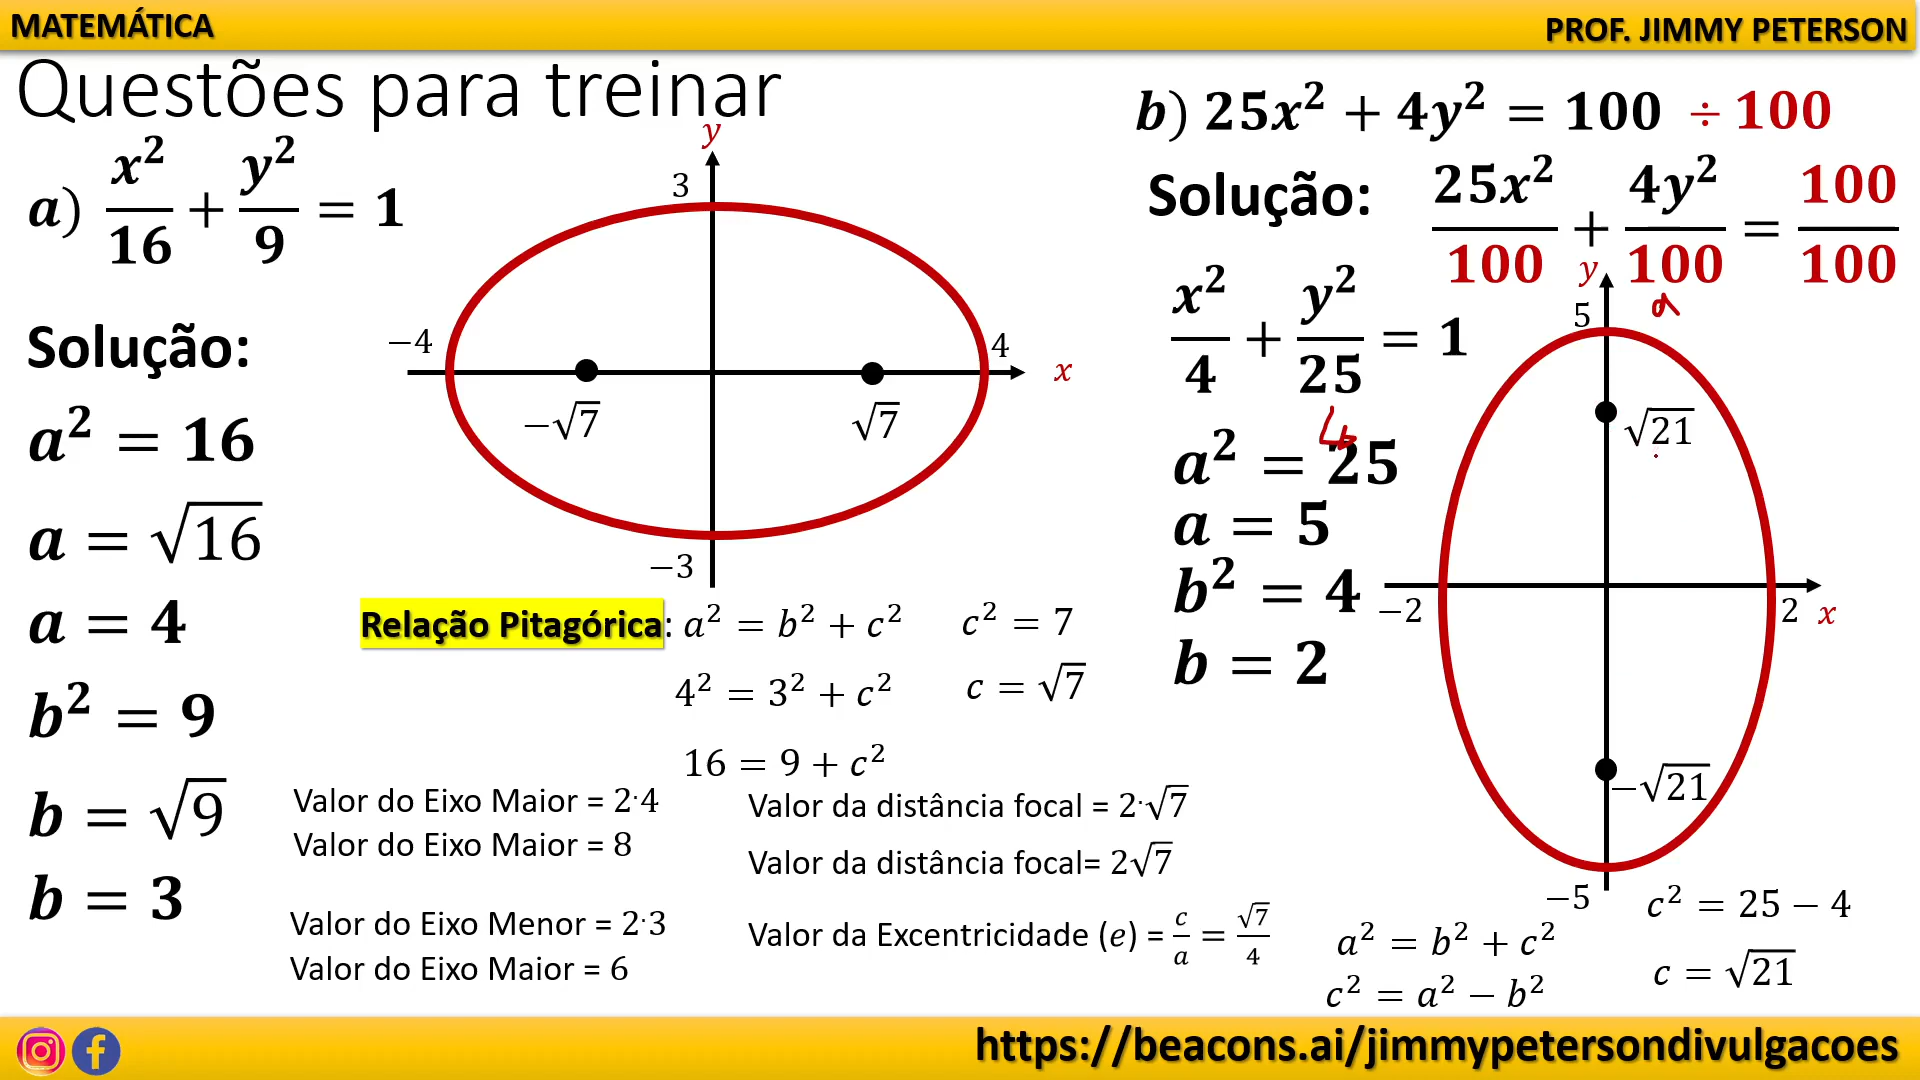 MATEMÁTICA
PROF. JIMMY PETERSON
Questões para treinar
a) x²/16 + y²/9 = 1
Solução:
a² = 16
a = √16
a = 4
b² = 9
b = √9
b = 3
y
3
−4
4
x
−√7
√7
−3
Relação Pitagórica: a² = b² + c²
4² = 3² + c²
16 = 9 + c²
c² = 7
c = √7
Valor do Eixo Maior = 2·4
Valor do Eixo Maior = 8
Valor do Eixo Menor = 2·3
Valor do Eixo Maior = 6
Valor da distância focal = 2·√7
Valor da distância focal= 2√7
Valor da Excentricidade (e) = c/a = √7/4
b) 25x² + 4y² = 100 ÷ 100
Solução:
25x²/100 + 4y²/100 = 100/100
x²/4 + y²/25 = 1
a² = 25
a = 5
b² = 4
b = 2
y
5
√21
−2
2
x
−√21
−5
a² = b² + c²
c² = a² − b²
c² = 25 − 4
c = √21
https://beacons.ai/jimmypetersondivulgacoes